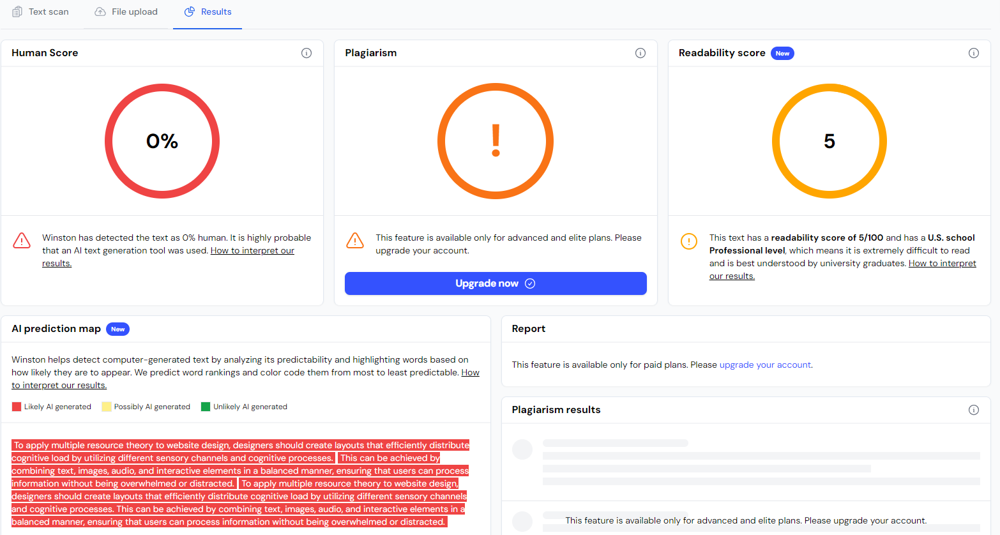 Text scan
File upload
Results
Human Score
0%
Winston has detected the text as 0% human. It is highly probable
that an AI text generation tool was used. How to interpret our
results.
Plagiarism
!
This feature is available only for advanced and elite plans. Please
upgrade your account.
Upgrade now
Readability score New
5
This text has a readability score of 5/100 and has a U.S. school
Professional level, which means it is extremely difficult to read
and is best understood by university graduates. How to interpret
our results.
AI prediction map New
Winston helps detect computer-generated text by analyzing its predictability and highlighting words based on
how likely they are to appear. We predict word rankings and color code them from most to least predictable. How
to interpret our results.
Likely AI generated
Possibly AI generated
Unlikely AI generated
To apply multiple resource theory to website design, designers should create layouts that efficiently distribute
cognitive load by utilizing different sensory channels and cognitive processes. This can be achieved by
combining text, images, audio, and interactive elements in a balanced manner, ensuring that users can process
information without being overwhelmed or distracted. To apply multiple resource theory to website design,
designers should create layouts that efficiently distribute cognitive load by utilizing different sensory channels
and cognitive processes. This can be achieved by combining text, images, audio, and interactive elements in a
balanced manner, ensuring that users can process information without being overwhelmed or distracted.
Report
This feature is available only for paid plans. Please upgrade your account.
Plagiarism results
This feature is available only for advanced and elite plans. Please upgrade your account.